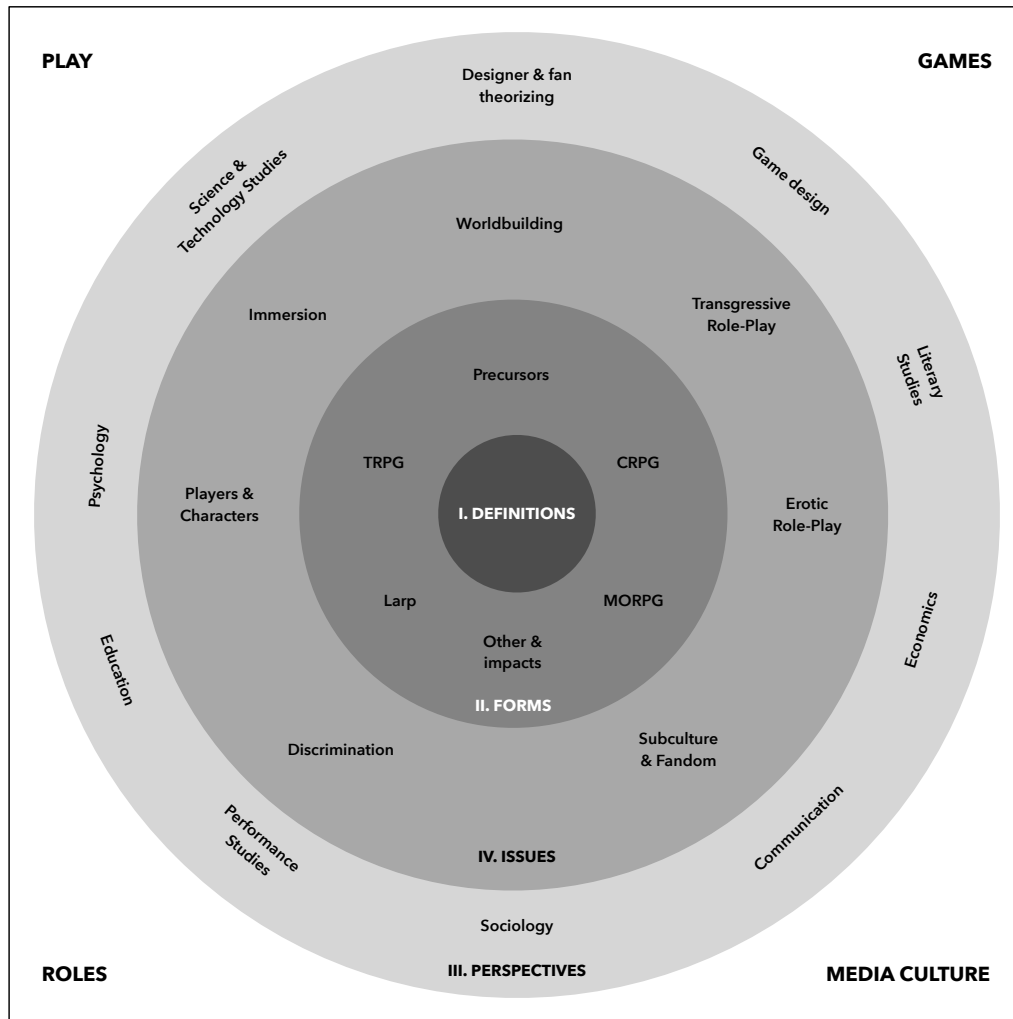 PLAY
GAMES
Designer & fan
theorizing
Science &
Technology Studies
Game design
Worldbuilding
Immersion
Transgressive
Role-Play
Literary
Studies
Precursors
Psychology
TRPG
CRPG
Players &
Characters
I. DEFINITIONS
Erotic
Role-Play
Larp
MORPG
Economics
Education
Other &
impacts
II. FORMS
Discrimination
Subculture
& Fandom
Performance
Studies
Communication
IV. ISSUES
Sociology
III. PERSPECTIVES
ROLES
MEDIA CULTURE